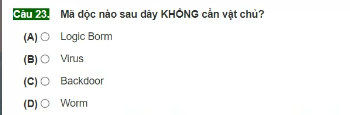 Câu 23. Mã độc nào sau đây KHÔNG cần vật chủ?
(A) Logic Borm
(B) Virus
(C) Backdoor
(D) Worm